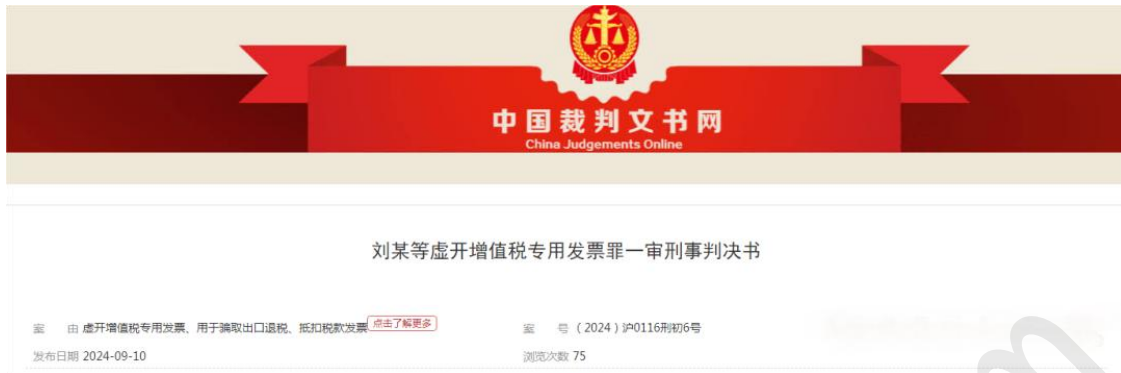 中国裁判文书网
China Judgements Online
刘某等虚开增值税专用发票罪一审刑事判决书
案 由 虚开增值税专用发票、用于骗取出口退税、抵扣税款发票 点击了解更多 案 号 （2024）沪0116刑初6号
发布日期 2024-09-10 浏览次数 75